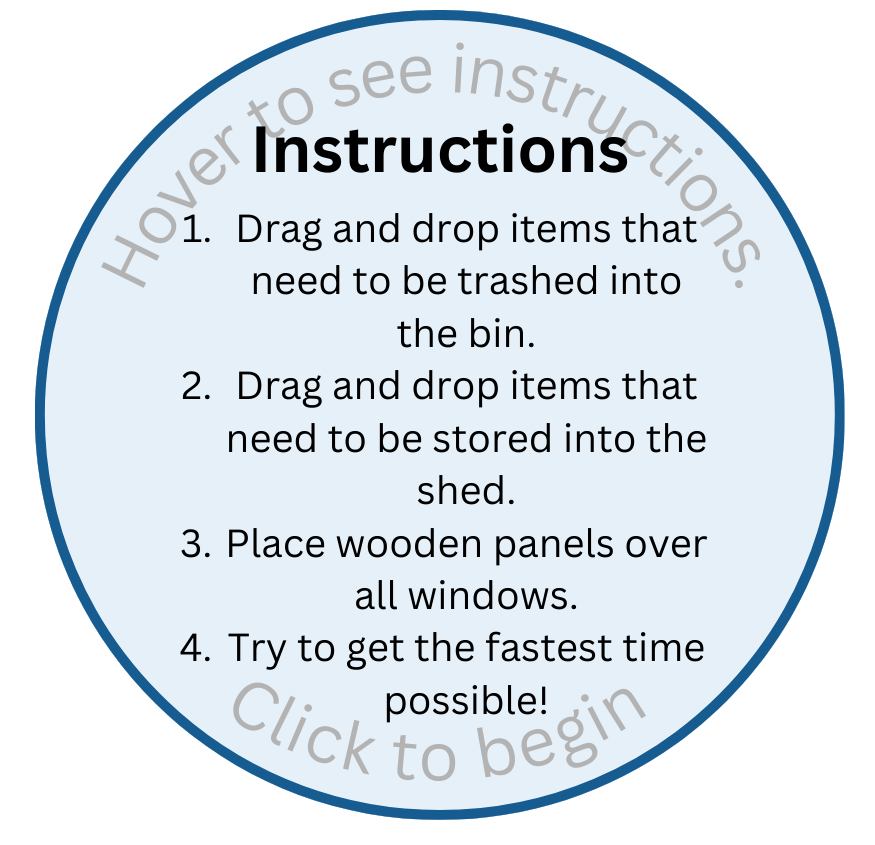 Hover to see instructions.
Instructions
1. Drag and drop items that
need to be trashed into
the bin.
2. Drag and drop items that
need to be stored into the
shed.
3. Place wooden panels over
all windows.
4. Try to get the fastest time
possible!
Click to begin